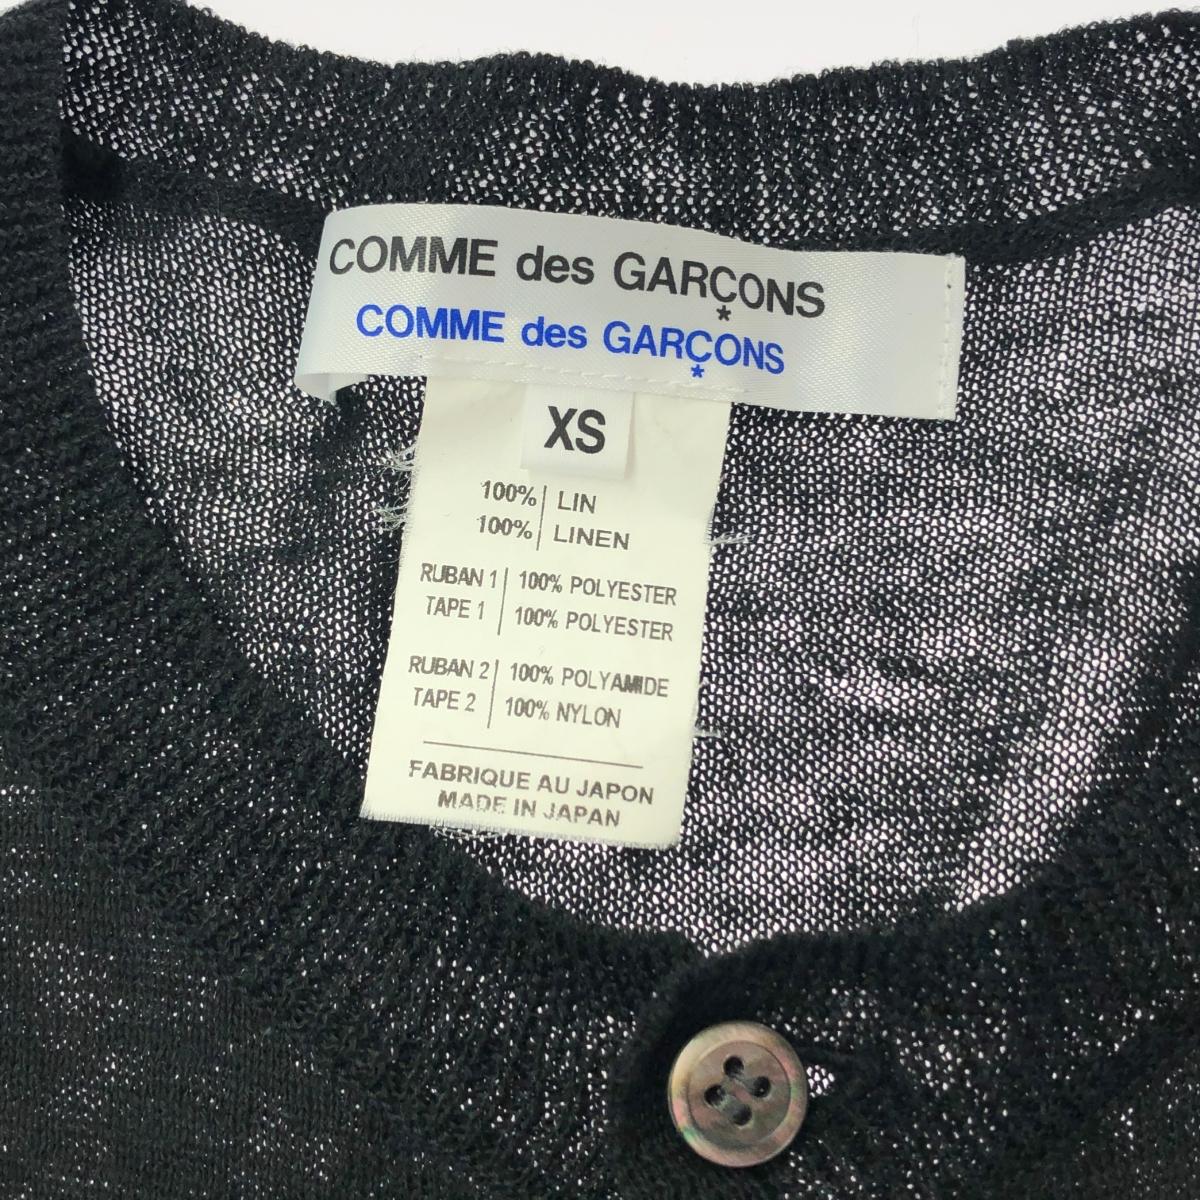 COMME des GARÇONS
*
COMME des GARÇONS
*
XS
100% LIN
100% LINEN
RUBAN 1 100% POLYESTER
TAPE 1 100% POLYESTER
RUBAN 2 100% POLYAMIDE
TAPE 2 100% NYLON
FABRIQUE AU JAPON
MADE IN JAPAN